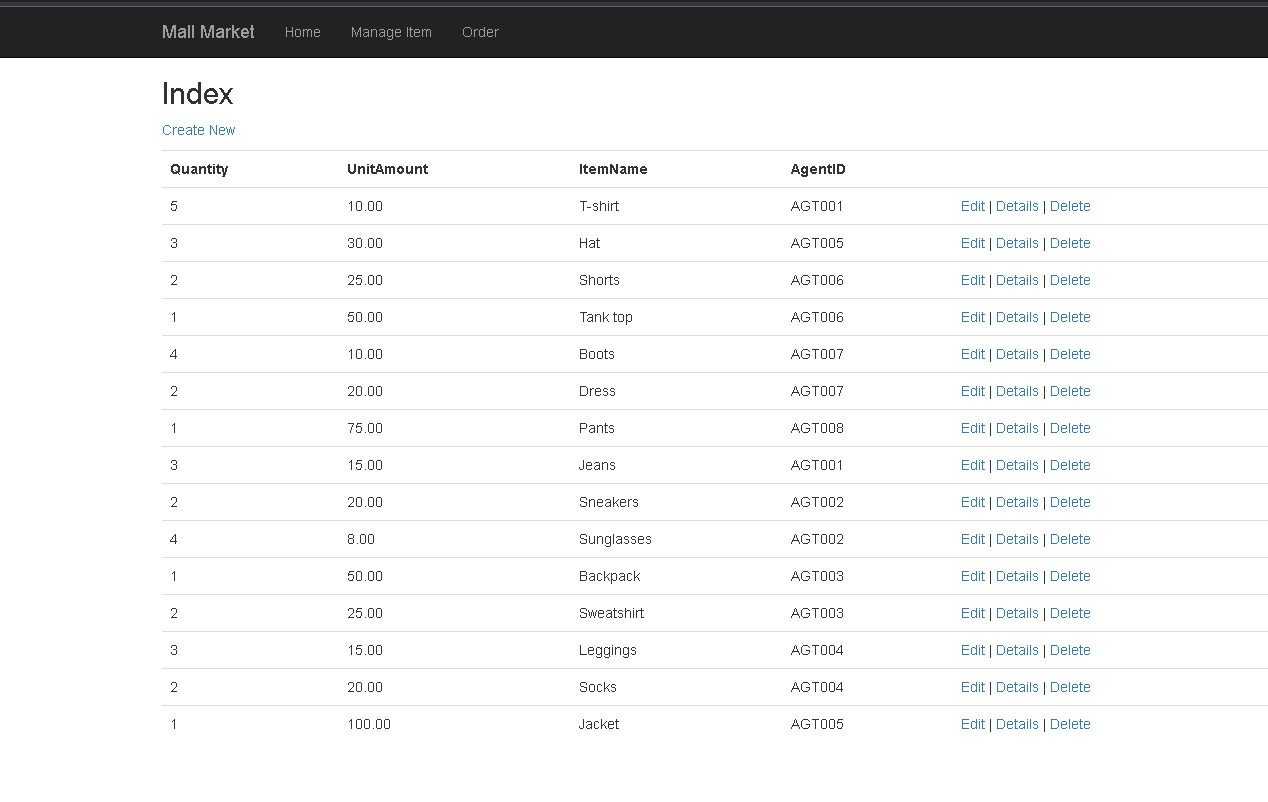 Mall Market Home Manage Item Order
Index
Create New
Quantity UnitAmount ItemName AgentID
5 10.00 T-shirt AGT001 Edit | Details | Delete
3 30.00 Hat AGT005 Edit | Details | Delete
2 25.00 Shorts AGT006 Edit | Details | Delete
1 50.00 Tank top AGT006 Edit | Details | Delete
4 10.00 Boots AGT007 Edit | Details | Delete
2 20.00 Dress AGT007 Edit | Details | Delete
1 75.00 Pants AGT008 Edit | Details | Delete
3 15.00 Jeans AGT001 Edit | Details | Delete
2 20.00 Sneakers AGT002 Edit | Details | Delete
4 8.00 Sunglasses AGT002 Edit | Details | Delete
1 50.00 Backpack AGT003 Edit | Details | Delete
2 25.00 Sweatshirt AGT003 Edit | Details | Delete
3 15.00 Leggings AGT004 Edit | Details | Delete
2 20.00 Socks AGT004 Edit | Details | Delete
1 100.00 Jacket AGT005 Edit | Details | Delete